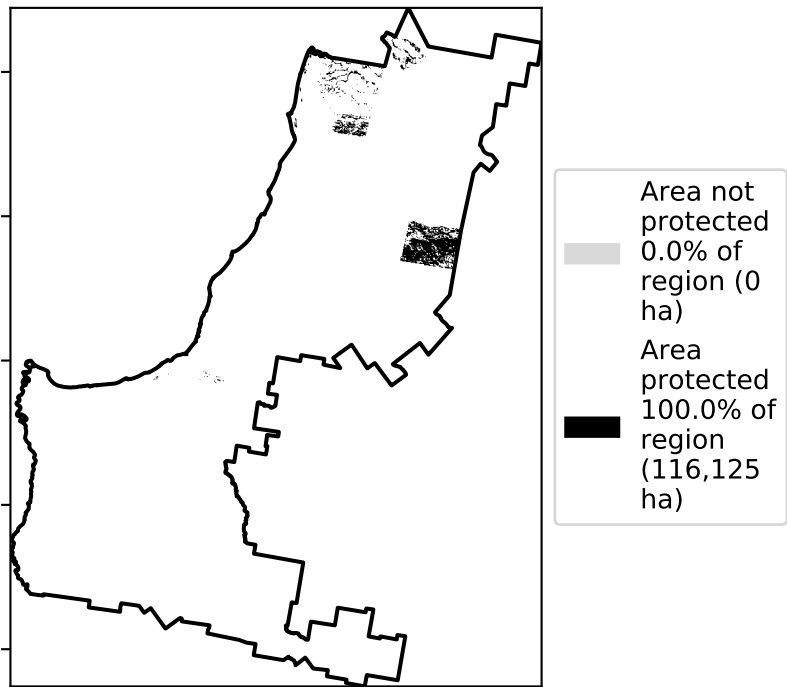 Area not
protected
0.0% of
region (0
ha)
Area
protected
100.0% of
region
(116,125
ha)